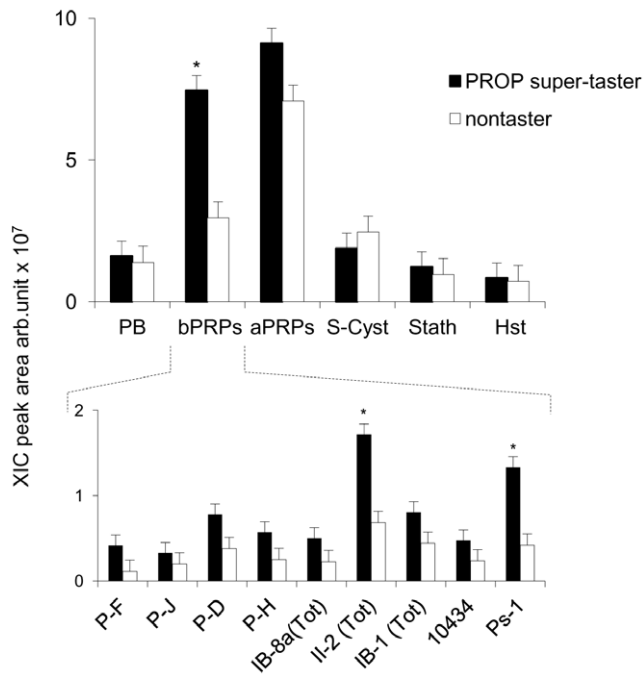 10
5
0
*
PROP super-taster
nontaster
XIC peak area arb.unit x 10⁷
PB bPRPs aPRPs S-Cyst Stath Hst
2
1
0
* *
P-F P-J P-D P-H IB-8a(Tot) II-2 (Tot) IB-1 (Tot) 10434 Ps-1